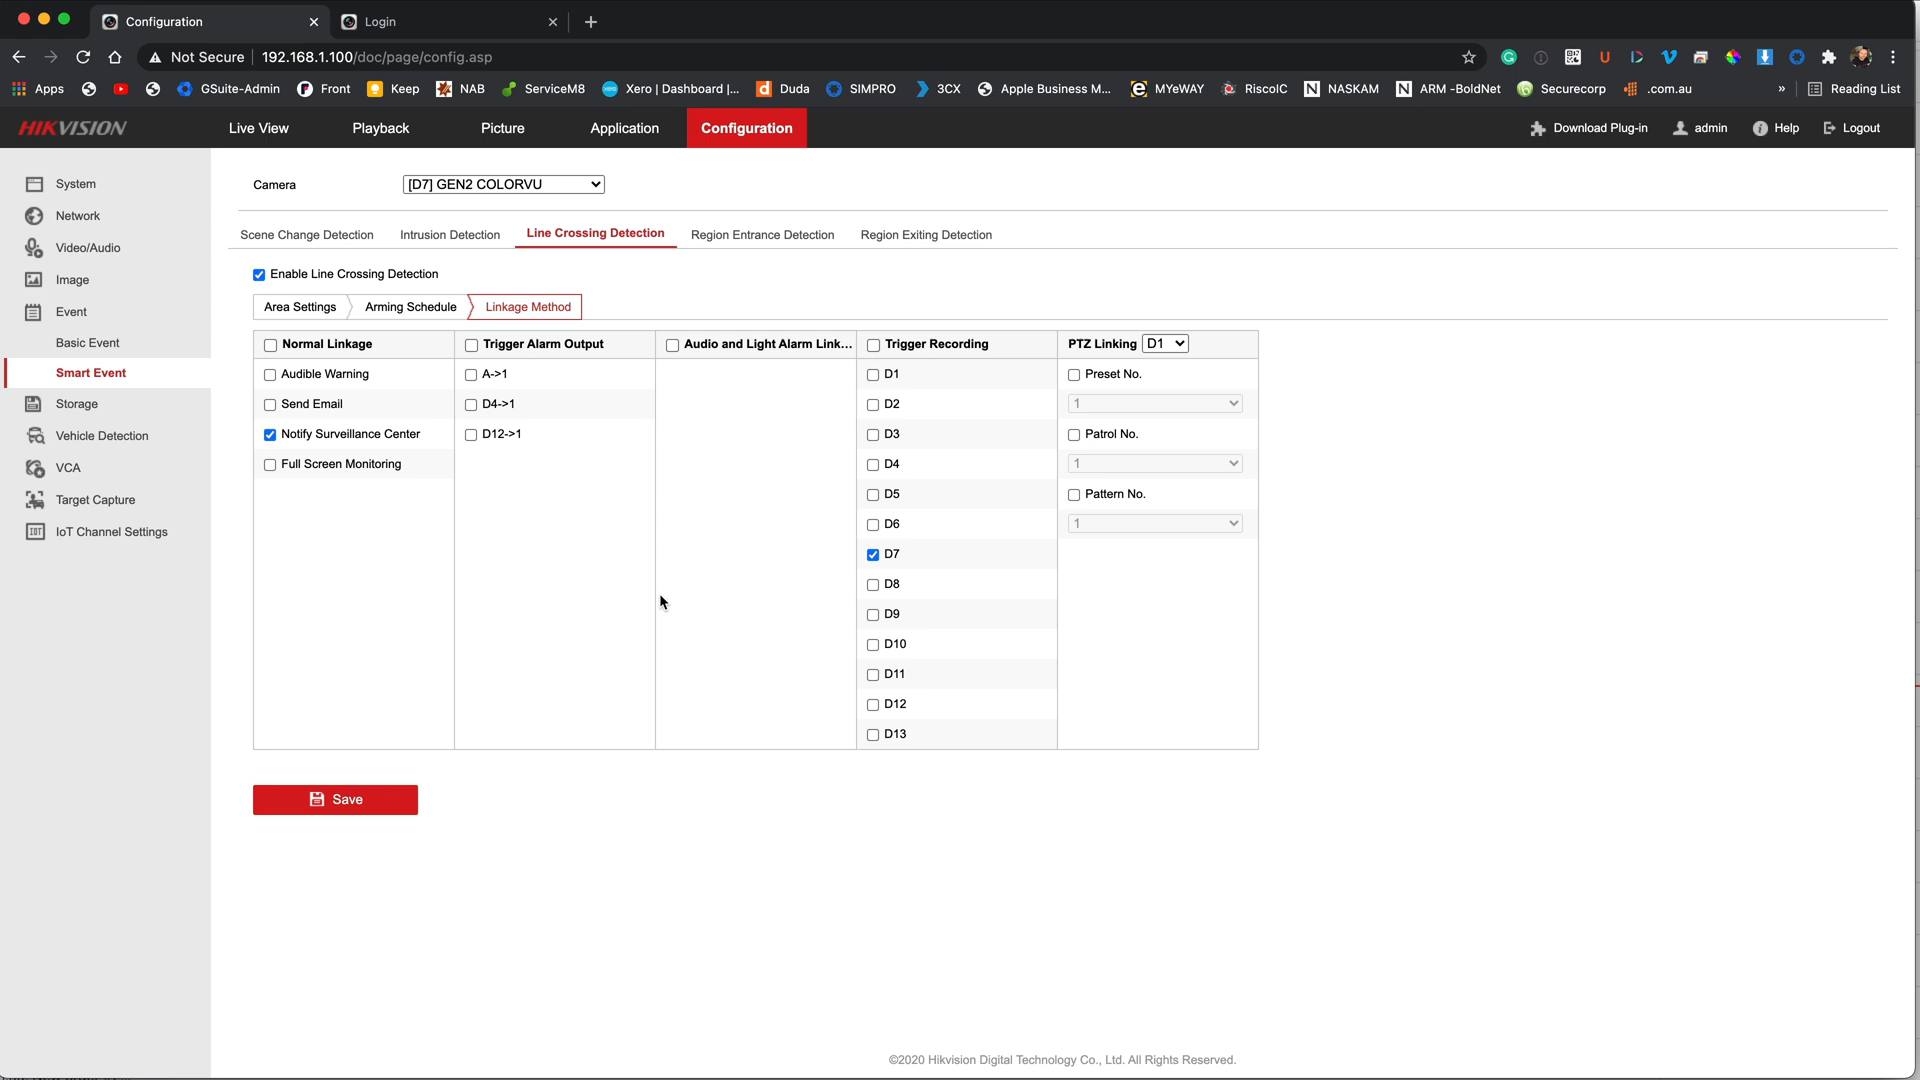 Configuration
Login
Not Secure
192.168.1.100/doc/page/config.asp
Apps
GSuite-Admin
Front
Keep
NAB
ServiceM8
Xero | Dashboard |...
Duda
SIMPRO
3CX
Apple Business M...
MYeWAY
RiscoIC
NASKAM
ARM -BoldNet
Securecorp
.com.au
»
Reading List
HIKVISION
Live View
Playback
Picture
Application
Configuration
Download Plug-in
admin
Help
Logout
System
Network
Video/Audio
Image
Event
Basic Event
Smart Event
Storage
Vehicle Detection
VCA
Target Capture
IoT Channel Settings
Camera
[D7] GEN2 COLORVU
Scene Change Detection
Intrusion Detection
Line Crossing Detection
Region Entrance Detection
Region Exiting Detection
Enable Line Crossing Detection
Area Settings
Arming Schedule
Linkage Method
Normal Linkage
Trigger Alarm Output
Audio and Light Alarm Link...
Trigger Recording
PTZ Linking D1
Audible Warning
A->1
D1
Preset No.
Send Email
D4->1
D2
1
Notify Surveillance Center
D12->1
D3
Patrol No.
Full Screen Monitoring
D4
1
D5
Pattern No.
D6
1
D7
D8
D9
D10
D11
D12
D13
Save
©2020 Hikvision Digital Technology Co., Ltd. All Rights Reserved.